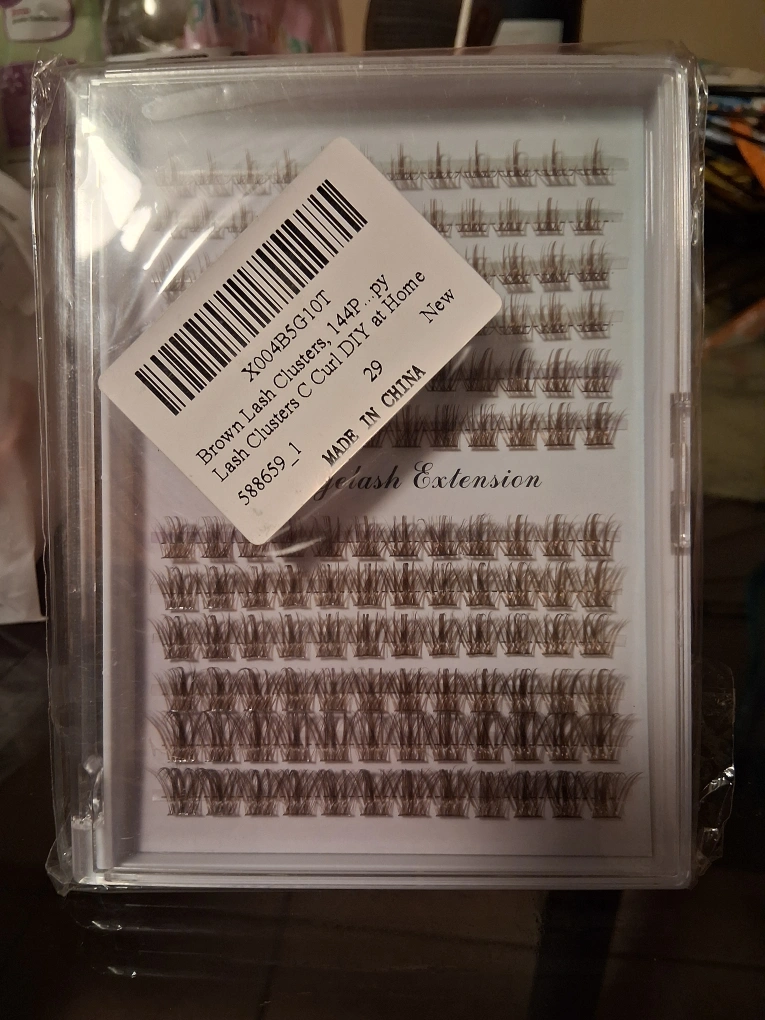 X004B5G10T
Brown Lash Clusters, 144P ... py
Lash Clusters C Curl DIY at Home
29
New
588659_1
MADE IN CHINA
Extension